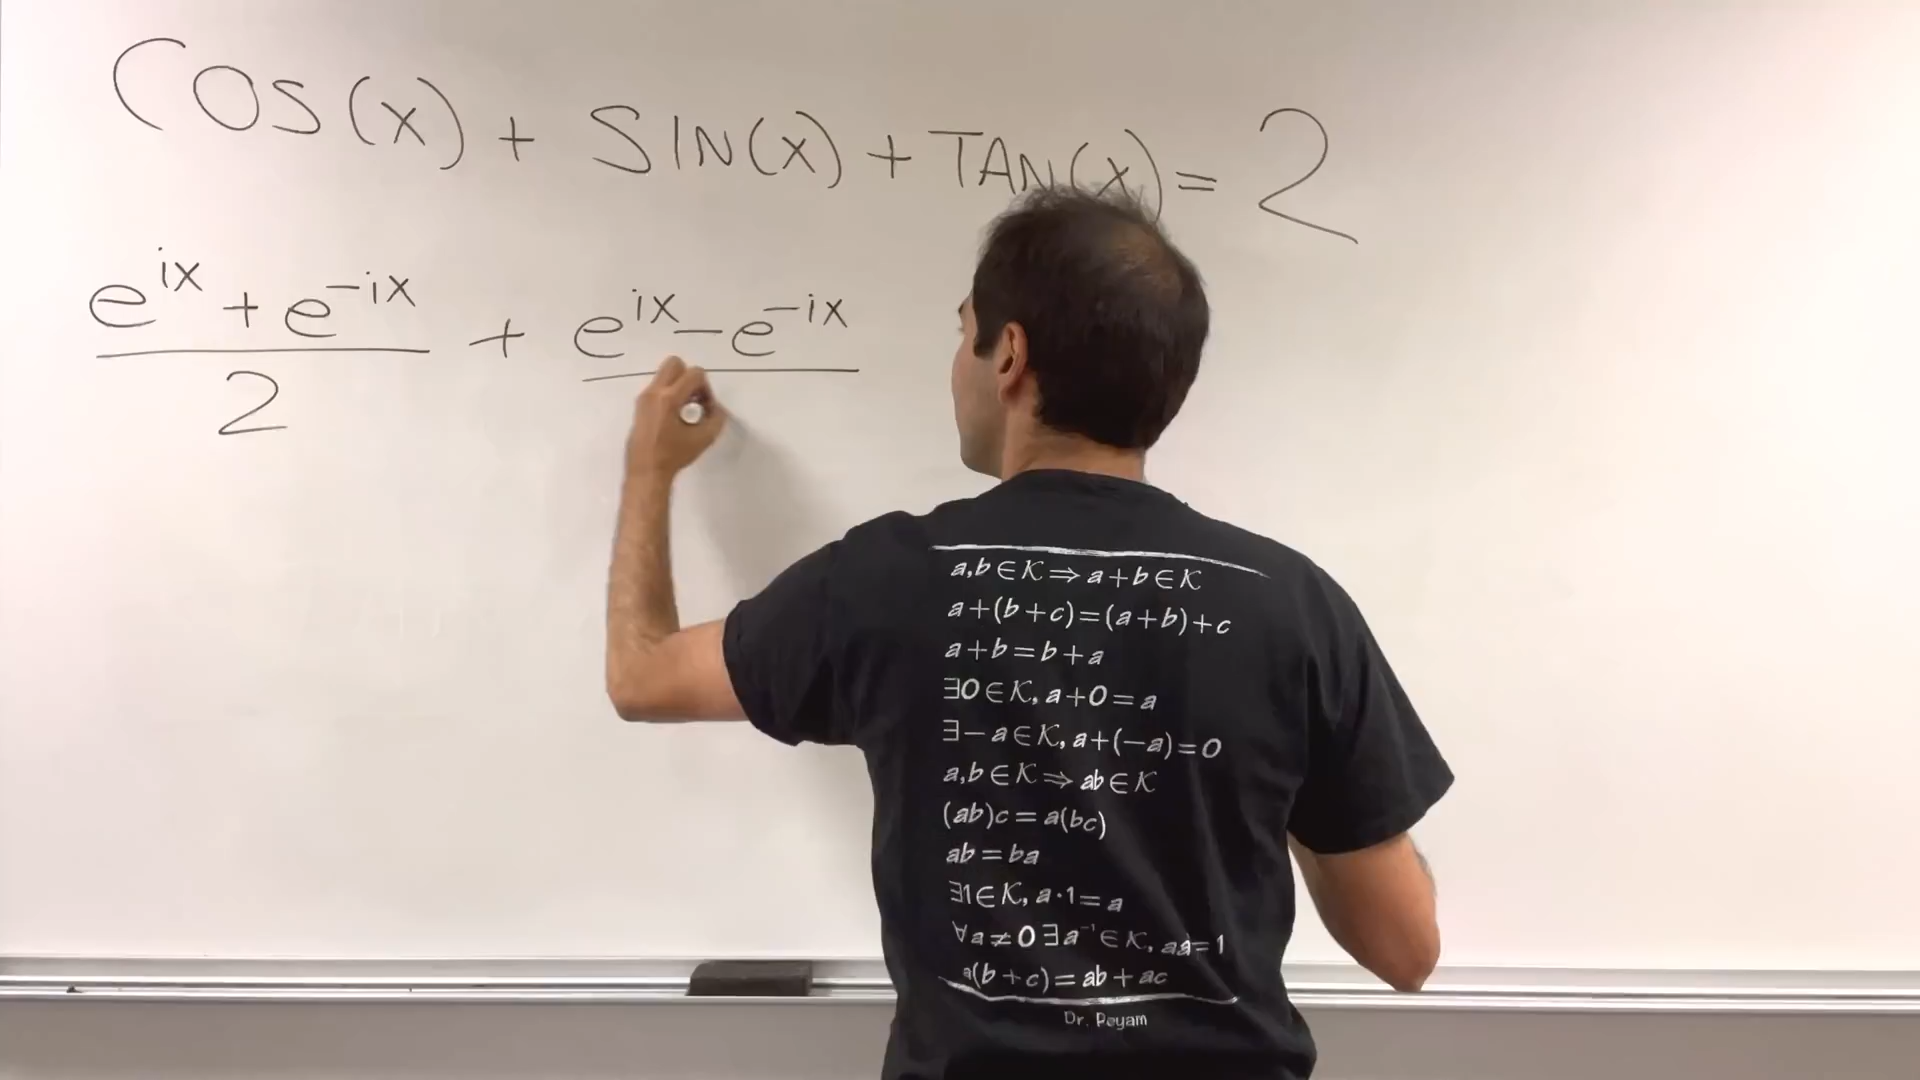 COS(x) + SIN(x) + TAN(x) = 2
e^{ix} + e^{-ix} / 2 + e^{ix} - e^{-ix}
a,b ∈ K ⇒ a+b ∈ K
a+(b+c)=(a+b)+c
a+b=b+a
∃0 ∈ K, a+0=a
∃-a ∈ K, a+(-a)=0
a,b ∈ K ⇒ ab ∈ K
(ab)c = a(bc)
ab = ba
∃1 ∈ K, a·1=a
∀a≠0 ∃a⁻¹ ∈ K, aa⁻¹=1
a(b+c)=ab+ac
Dr. Peyam